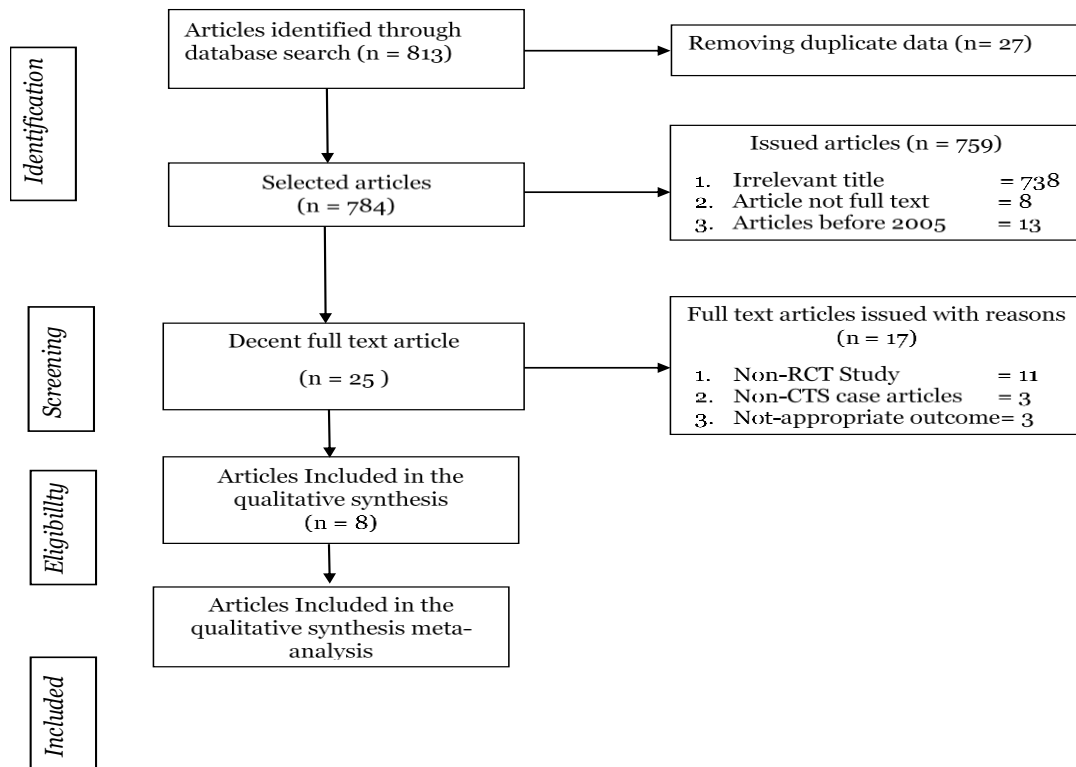 Identification
Articles identified through
database search (n = 813)
Removing duplicate data (n= 27)
Selected articles
(n = 784)
Issued articles (n = 759)
1. Irrelevant title = 738
2. Article not full text = 8
3. Articles before 2005 = 13
Screening
Decent full text article
(n = 25 )
Full text articles issued with reasons
(n = 17)
1. Non-RCT Study = 11
2. Non-CTS case articles = 3
3. Not-appropriate outcome= 3
Eligibillty
Articles Included in the
qualitative synthesis
(n = 8)
Articles Included in the
qualitative synthesis meta-
analysis
Included